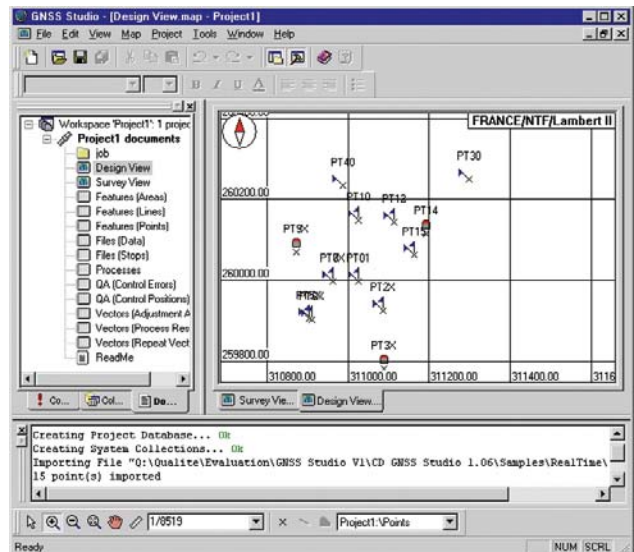 GNSS Studio - [Design View.map - Project1]
File Edit View Map Project Tools Window Help
B I U A
Workspace 'Project1': 1 projec
Project1 documents
job
Design View
Survey View
Features (Areas)
Features (Lines)
Features (Points)
Files (Data)
Files (Stops)
Processes
QA (Control Errors)
QA (Control Positions)
Vectors (Adjustment A
Vectors (Process Res
Vectors (Repeat Vect
ReadMe
Co... Col... Do...
FRANCE/NTF/Lambert II
PT40
PT30
260200.00
PT10 PT12
PT14
PT9X
PT15
PT01
260000.00
PT2X
PT3X
259800.00
310800.00 311000.00 311200.00 311400.00 3116
Survey Vie... Design View...
Creating Project Database... Ok
Creating System Collections... Ok
Importing File "Q:\Qualite\Evaluation\GNSS Studio V1\CD GNSS Studio 1.06\Samples\RealTime\
15 point(s) imported
1/8519 Project1:\Points
Ready NUM SCRL